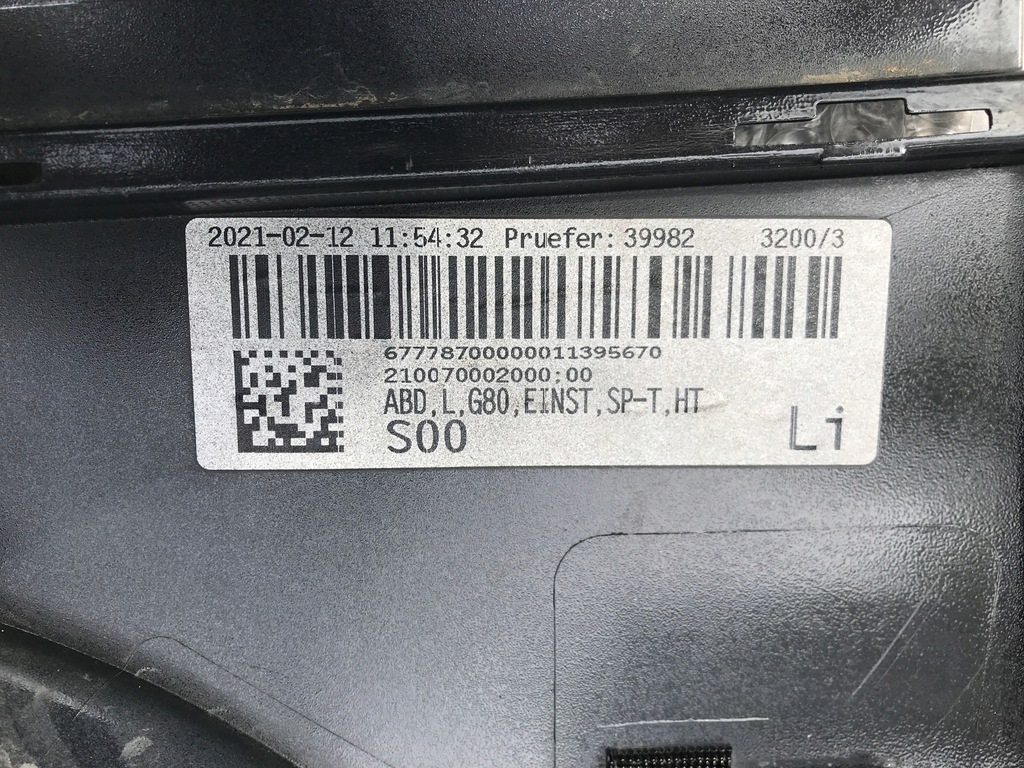 2021-02-12 11:54:32 Pruefer: 39982 3200/3
67778700000011395670
210070002000;00
ABD,L,G80,EINST,SP-T,HT
S00 Li